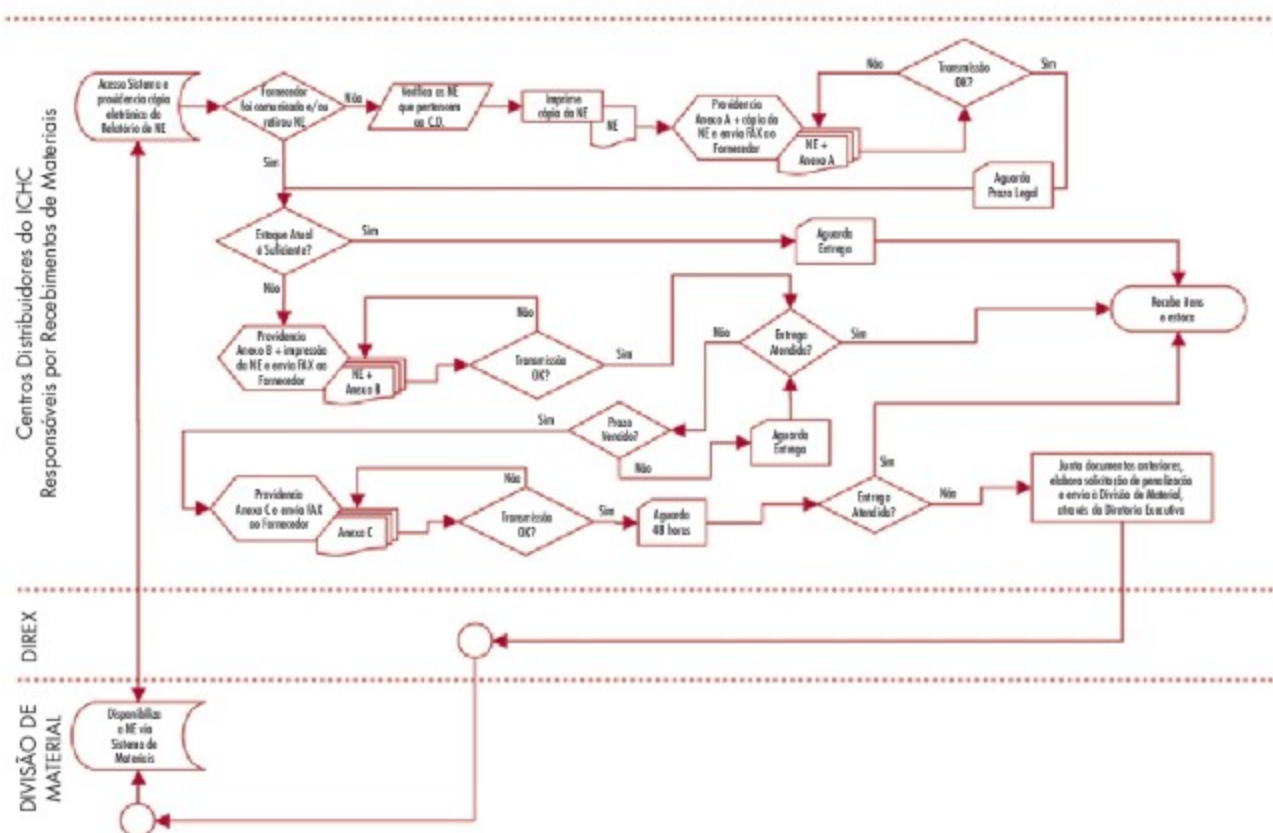 Centros Distribuidores do ICHC
Responsáveis por Recebimentos de Materiais
Acessa Sistema e
providencia cópia
eletrônica do
Relatório de NE
Fornecedor
foi comunicado e/ou
retirou NE
Não
Sim
Verifica as NE
que pertencem
ao C.D.
Imprime
cópia da NE
NE
Providencia
Anexo A + cópia da
NE e envia FAX ao
Fornecedor
NE +
Anexo A
Não
Transmissão
OK?
Sim
Aguarda
Prazo Legal
Estoque Atual
é Suficiente?
Sim
Não
Aguarda
Entrega
Recebe itens
e estoca
Providencia
Anexo B + impressão
da NE e envia FAX ao
Fornecedor
NE +
Anexo B
Não
Transmissão
OK?
Sim
Não
Entrega
Atendida?
Sim
Sim
Prazo
Vencido?
Não
Aguarda
Entrega
Providencia
Anexo C e envia FAX
ao Fornecedor
Anexo C
Não
Transmissão
OK?
Sim
Aguarda
48 horas
Entrega
Atendida?
Sim
Não
Junta documentos anteriores,
elabora solicitação de penalização
e envia à Divisão de Material,
através da Diretoria Executiva
DIREX
DIVISÃO DE
MATERIAL
Disponibiliza
a NE via
Sistema de
Materiais